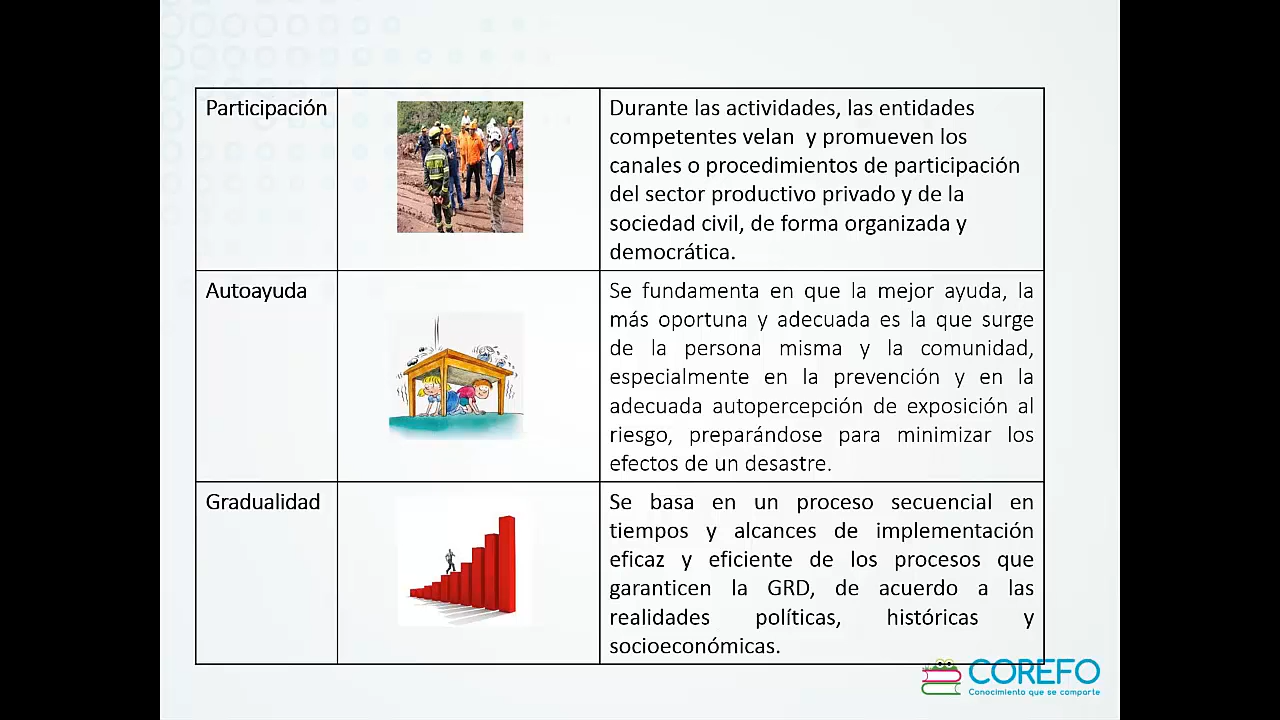 Participación
Durante las actividades, las entidades
competentes velan y promueven los
canales o procedimientos de participación
del sector productivo privado y de la
sociedad civil, de forma organizada y
democrática.
Autoayuda
Se fundamenta en que la mejor ayuda, la
más oportuna y adecuada es la que surge
de la persona misma y la comunidad,
especialmente en la prevención y en la
adecuada autopercepción de exposición al
riesgo, preparándose para minimizar los
efectos de un desastre.
Gradualidad
Se basa en un proceso secuencial en
tiempos y alcances de implementación
eficaz y eficiente de los procesos que
garanticen la GRD, de acuerdo a las
realidades políticas, históricas y
socioeconómicas.
COREFO
Conocimiento que se comparte